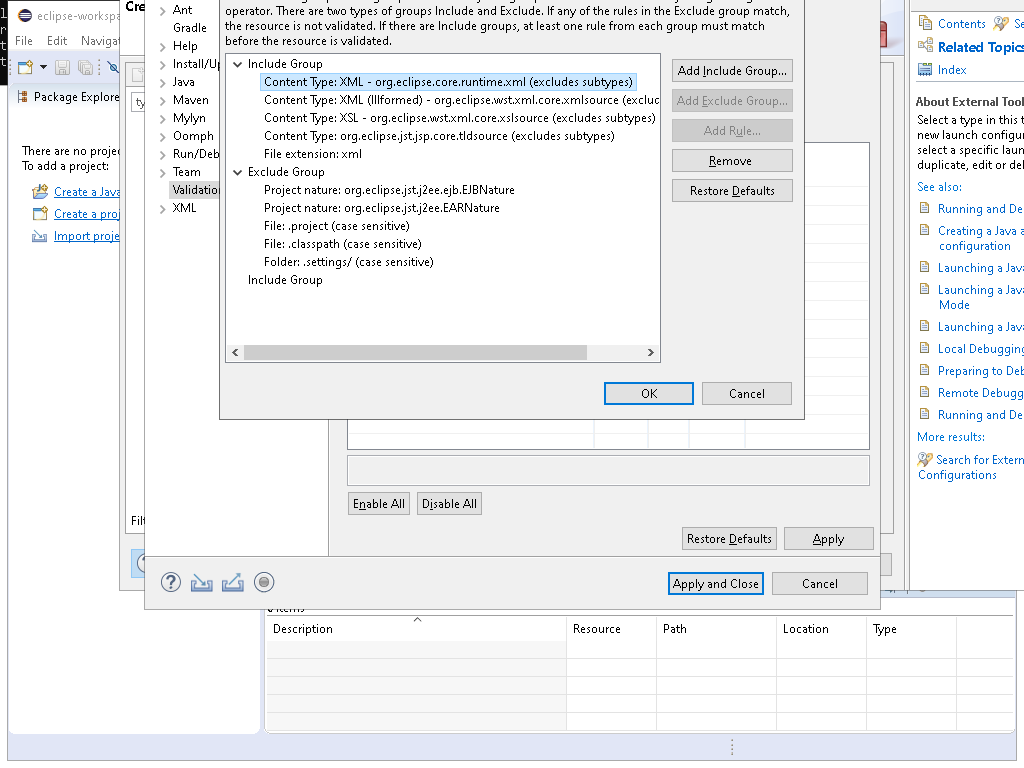 eclipse-workspa
File Edit Navigat
Package Explore
There are no projec
To add a project:
Create a Java
Create a proj
Import proje
Cre
ty
Filt
Ant
Gradle
Help
Install/Up
Java
Maven
Mylyn
Oomph
Run/Deb
Team
Validation
XML
operator. There are two types of groups Include and Exclude. If any of the rules in the Exclude group match,
the resource is not validated. If there are Include groups, at least one rule from each group must match
before the resource is validated.
Include Group
Content Type: XML - org.eclipse.core.runtime.xml (excludes subtypes)
Content Type: XML (Illformed) - org.eclipse.wst.xml.core.xmlsource (exclud
Content Type: XSL - org.eclipse.wst.xml.core.xslsource (excludes subtypes)
Content Type: org.eclipse.jst.jsp.core.tldsource (excludes subtypes)
File extension: xml
Exclude Group
Project nature: org.eclipse.jst.j2ee.ejb.EJBNature
Project nature: org.eclipse.jst.j2ee.EARNature
File: .project (case sensitive)
File: .classpath (case sensitive)
Folder: .settings/ (case sensitive)
Include Group
Add Include Group...
Add Exclude Group...
Add Rule...
Remove
Restore Defaults
OK Cancel
Enable All Disable All
Restore Defaults Apply
Apply and Close Cancel
Description Resource Path Location Type
Contents Se
Related Topics
Index
About External Tool
Select a type in this t
new launch configur
select a specific laun
duplicate, edit or del
See also:
Running and De
Creating a Java a
configuration
Launching a Java
Launching a Java
Mode
Launching a Java
Local Debugging
Preparing to Deb
Remote Debugg
Running and De
More results:
Search for Extern
Configurations